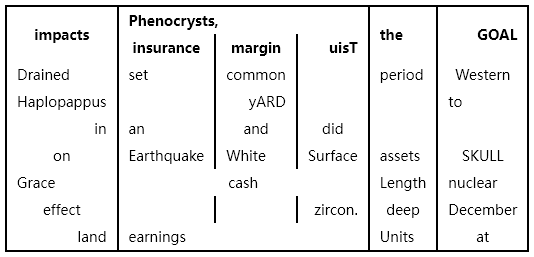 Phenocrysts,
impacts insurance margin uisT the GOAL
Drained set common period Western
Haplopappus yARD to
in an and did
on Earthquake White Surface assets SKULL
Grace cash Length nuclear
effect zircon. deep December
land earnings Units at